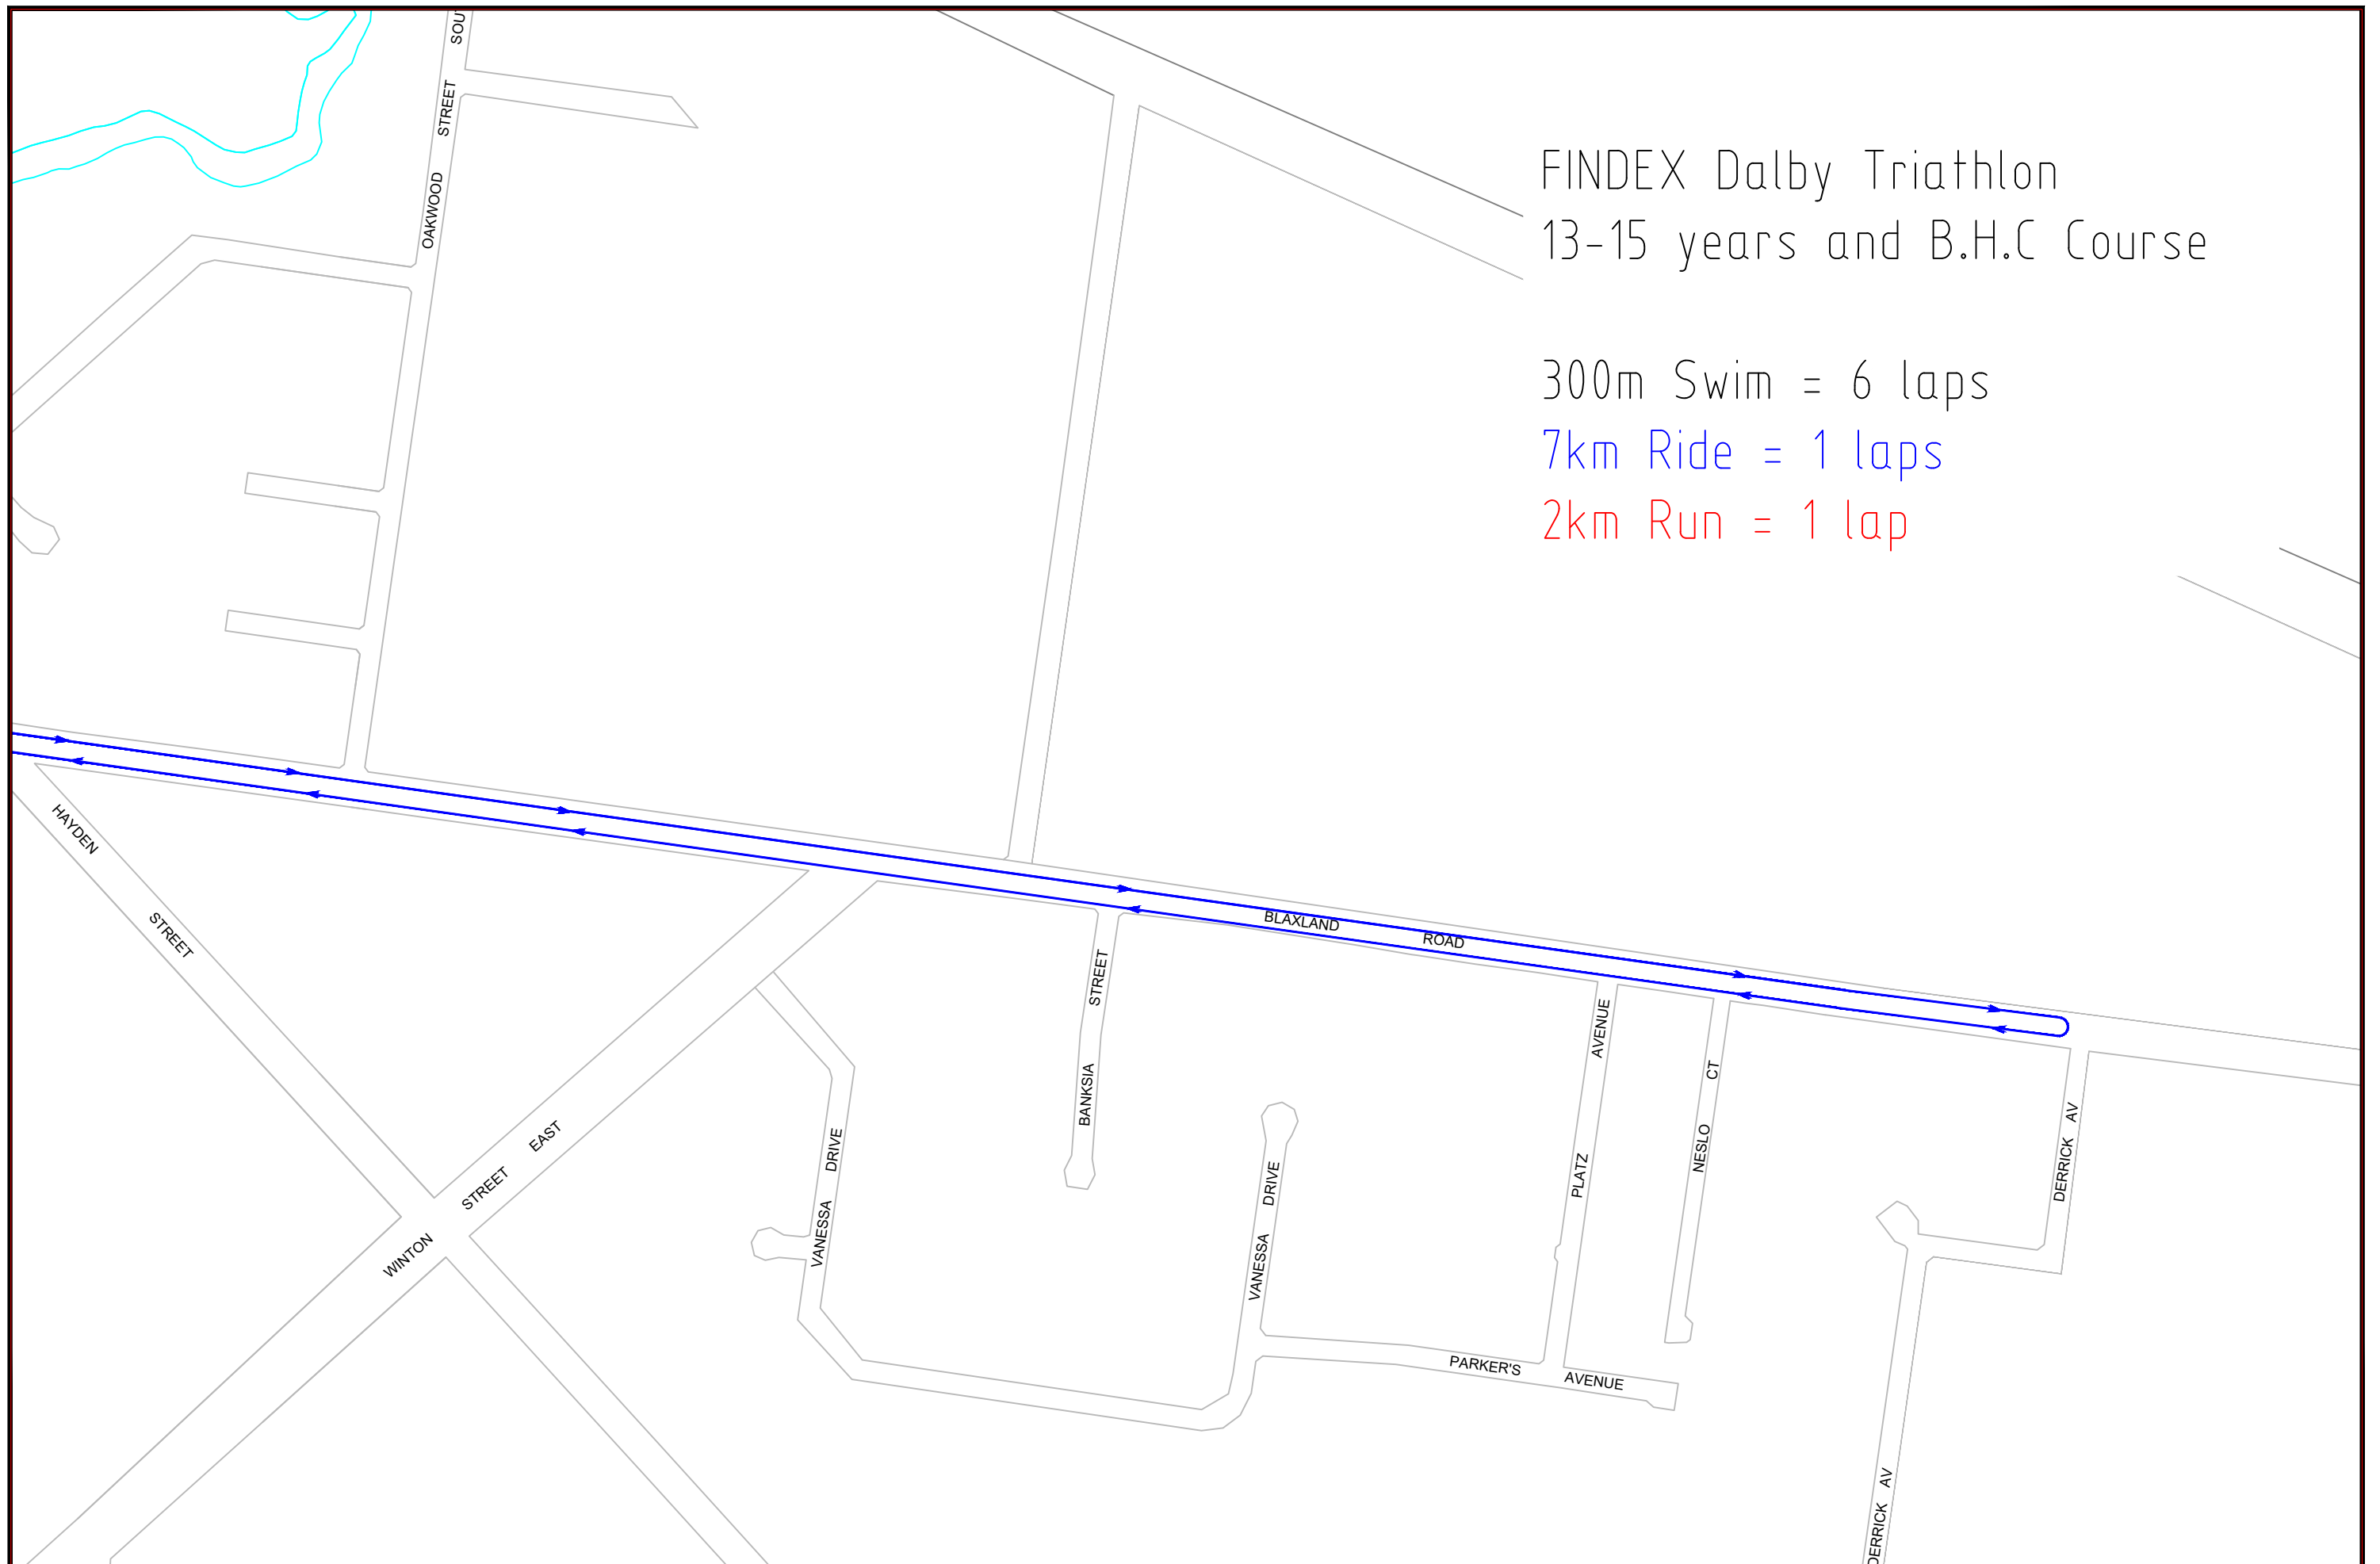 FINDEX Dalby Triathlon
13-15 years and B.H.C Course
300m Swim = 6 laps
7km Ride = 1 laps
2km Run = 1 lap
OAKWOOD STREET
HAYDEN STREET
WINTON STREET EAST
BLAXLAND ROAD
BANKSIA STREET
VANESSA DRIVE
VANESSA DRIVE
PLATZ AVENUE
NESLO CT
PARKER'S AVENUE
DERRICK AV
DERRICK AV